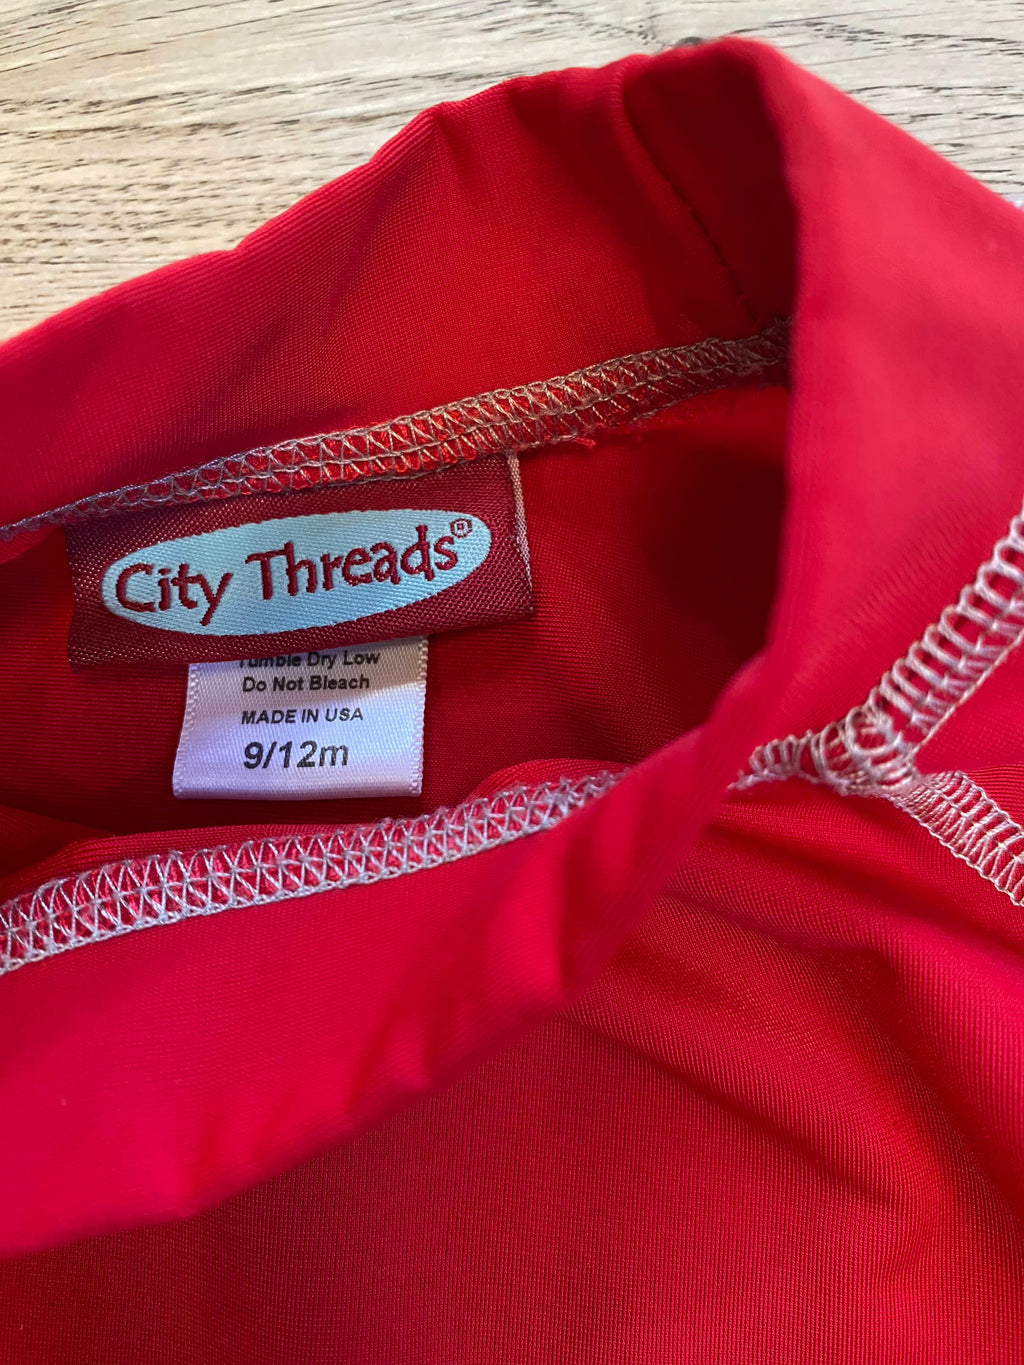 City Threads®
Tumble Dry Low
Do Not Bleach
MADE IN USA
9/12m